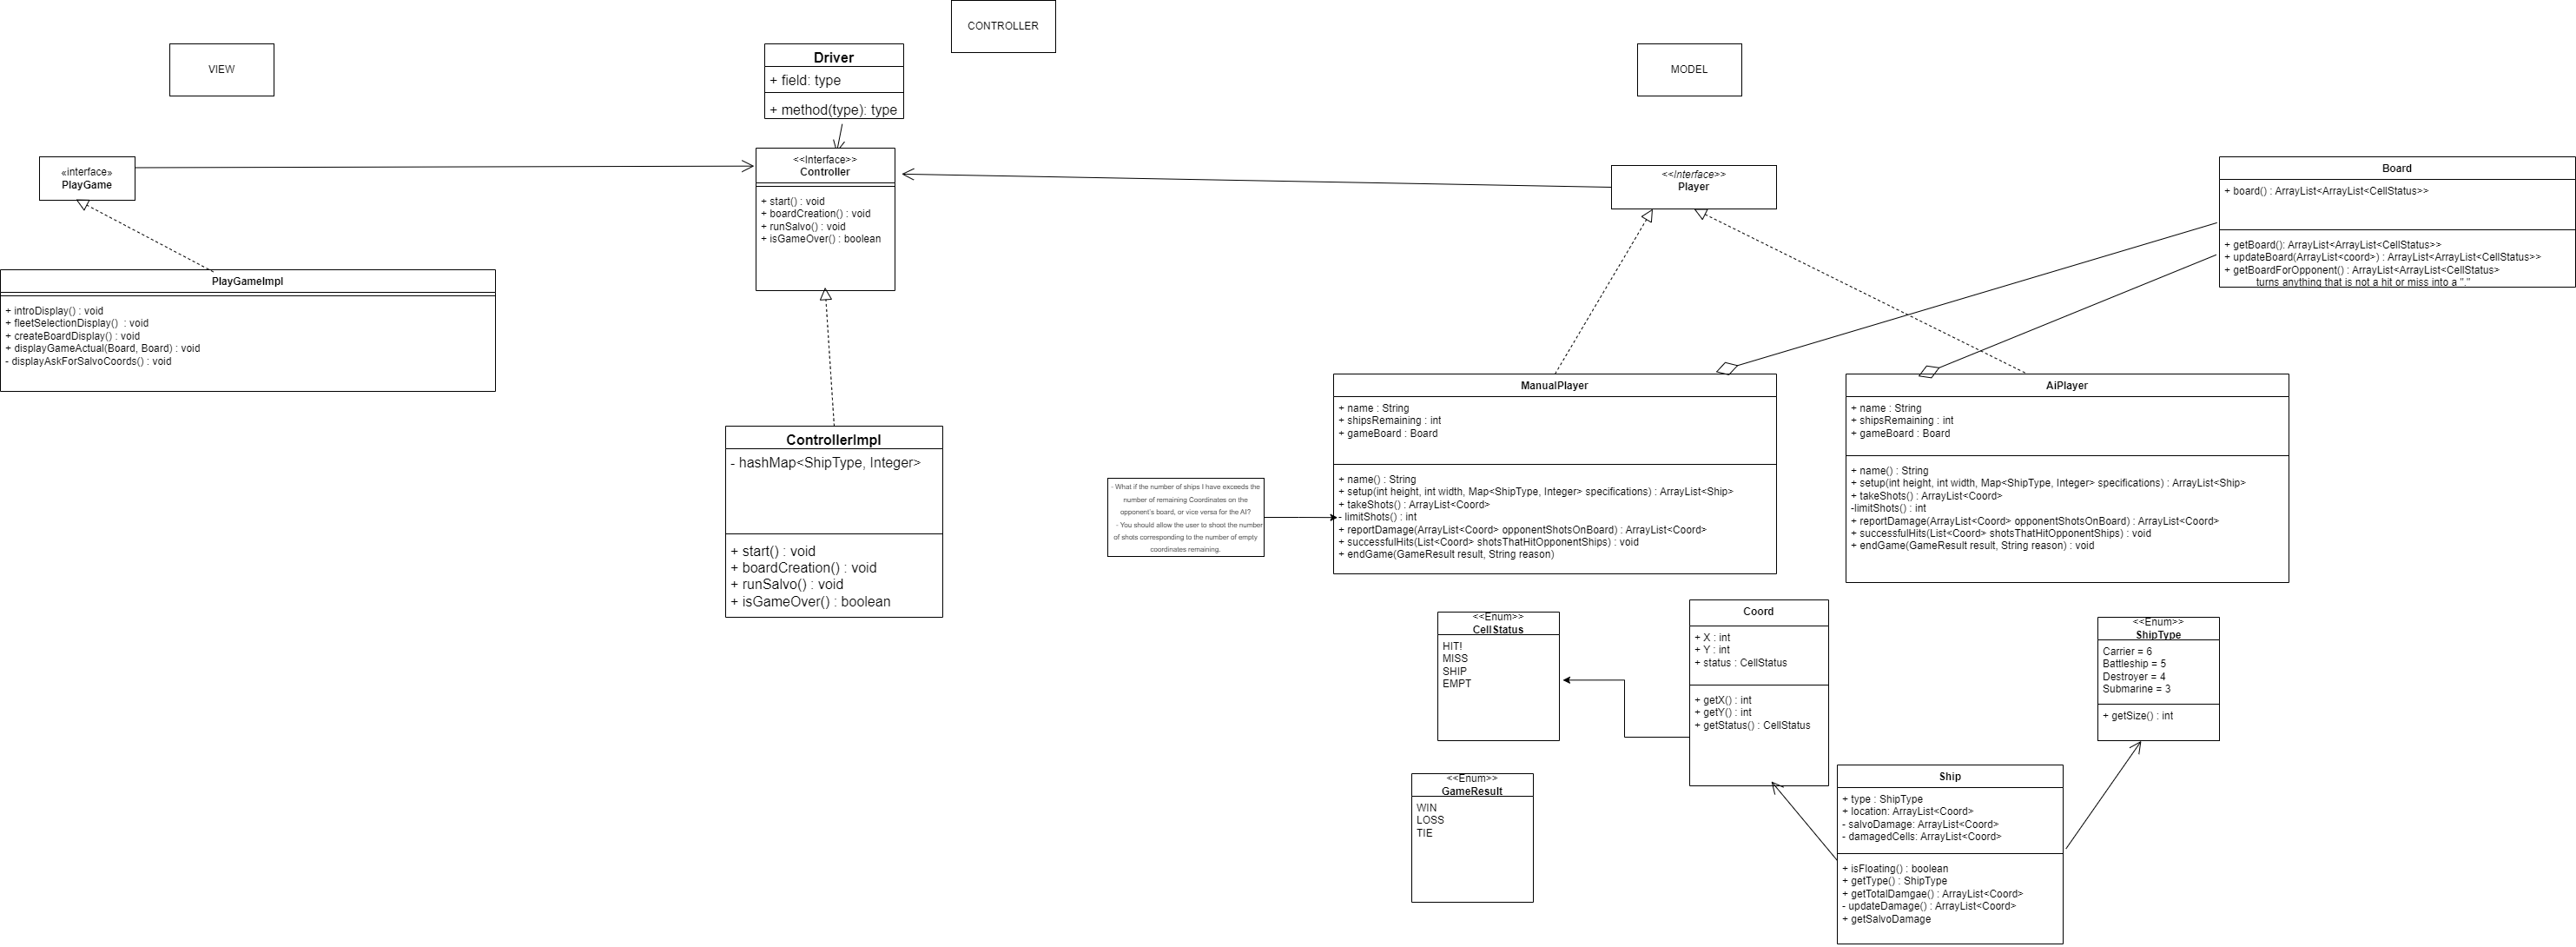 CONTROLLER
VIEW
MODEL
Driver
+ field: type
+ method(type): type
«interface»
PlayGame
<<Interface>>
Controller
+ start() : void
+ boardCreation() : void
+ runSalvo() : void
+ isGameOver() : boolean
<<Interface>>
Player
Board
+ board() : ArrayList<ArrayList<CellStatus>>
+ getBoard(): ArrayList<ArrayList<CellStatus>>
+ updateBoard(ArrayList<coord>) : ArrayList<ArrayList<CellStatus>>
+ getBoardForOpponent() : ArrayList<ArrayList<CellStatus>
turns anything that is not a hit or miss into a "."
PlayGameImpl
+ introDisplay() : void
+ fleetSelectionDisplay()  : void
+ createBoardDisplay() : void
+ displayGameActual(Board, Board) : void
- displayAskForSalvoCoords() : void
ControllerImpl
- hashMap<ShipType, Integer>
+ start() : void
+ boardCreation() : void
+ runSalvo() : void
+ isGameOver() : boolean
- What if the number of ships I have exceeds the
number of remaining Coordinates on the
opponent's board, or vice versa for the AI?
- You should allow the user to shoot the number
of shots corresponding to the number of empty
coordinates remaining.
ManualPlayer
+ name : String
+ shipsRemaining : int
+ gameBoard : Board
+ name() : String
+ setup(int height, int width, Map<ShipType, Integer> specifications) : ArrayList<Ship>
+ takeShots() : ArrayList<Coord>
- limitShots() : int
+ reportDamage(ArrayList<Coord> opponentShotsOnBoard) : ArrayList<Coord>
+ successfulHits(List<Coord> shotsThatHitOpponentShips) : void
+ endGame(GameResult result, String reason)
AiPlayer
+ name : String
+ shipsRemaining : int
+ gameBoard : Board
+ name() : String
+ setup(int height, int width, Map<ShipType, Integer> specifications) : ArrayList<Ship>
+ takeShots() : ArrayList<Coord>
-limitShots() : int
+ reportDamage(ArrayList<Coord> opponentShotsOnBoard) : ArrayList<Coord>
+ successfulHits(List<Coord> shotsThatHitOpponentShips) : void
+ endGame(GameResult result, String reason) : void
<<Enum>>
CellStatus
HIT!
MISS
SHIP
EMPT
Coord
+ X : int
+ Y : int
+ status : CellStatus
+ getX() : int
+ getY() : int
+ getStatus() : CellStatus
<<Enum>>
ShipType
Carrier = 6
Battleship = 5
Destroyer = 4
Submarine = 3
+ getSize() : int
<<Enum>>
GameResult
WIN
LOSS
TIE
Ship
+ type : ShipType
+ location: ArrayList<Coord>
- salvoDamage: ArrayList<Coord>
- damagedCells: ArrayList<Coord>
+ isFloating() : boolean
+ getType() : ShipType
+ getTotalDamgae() : ArrayList<Coord>
- updateDamage() : ArrayList<Coord>
+ getSalvoDamage